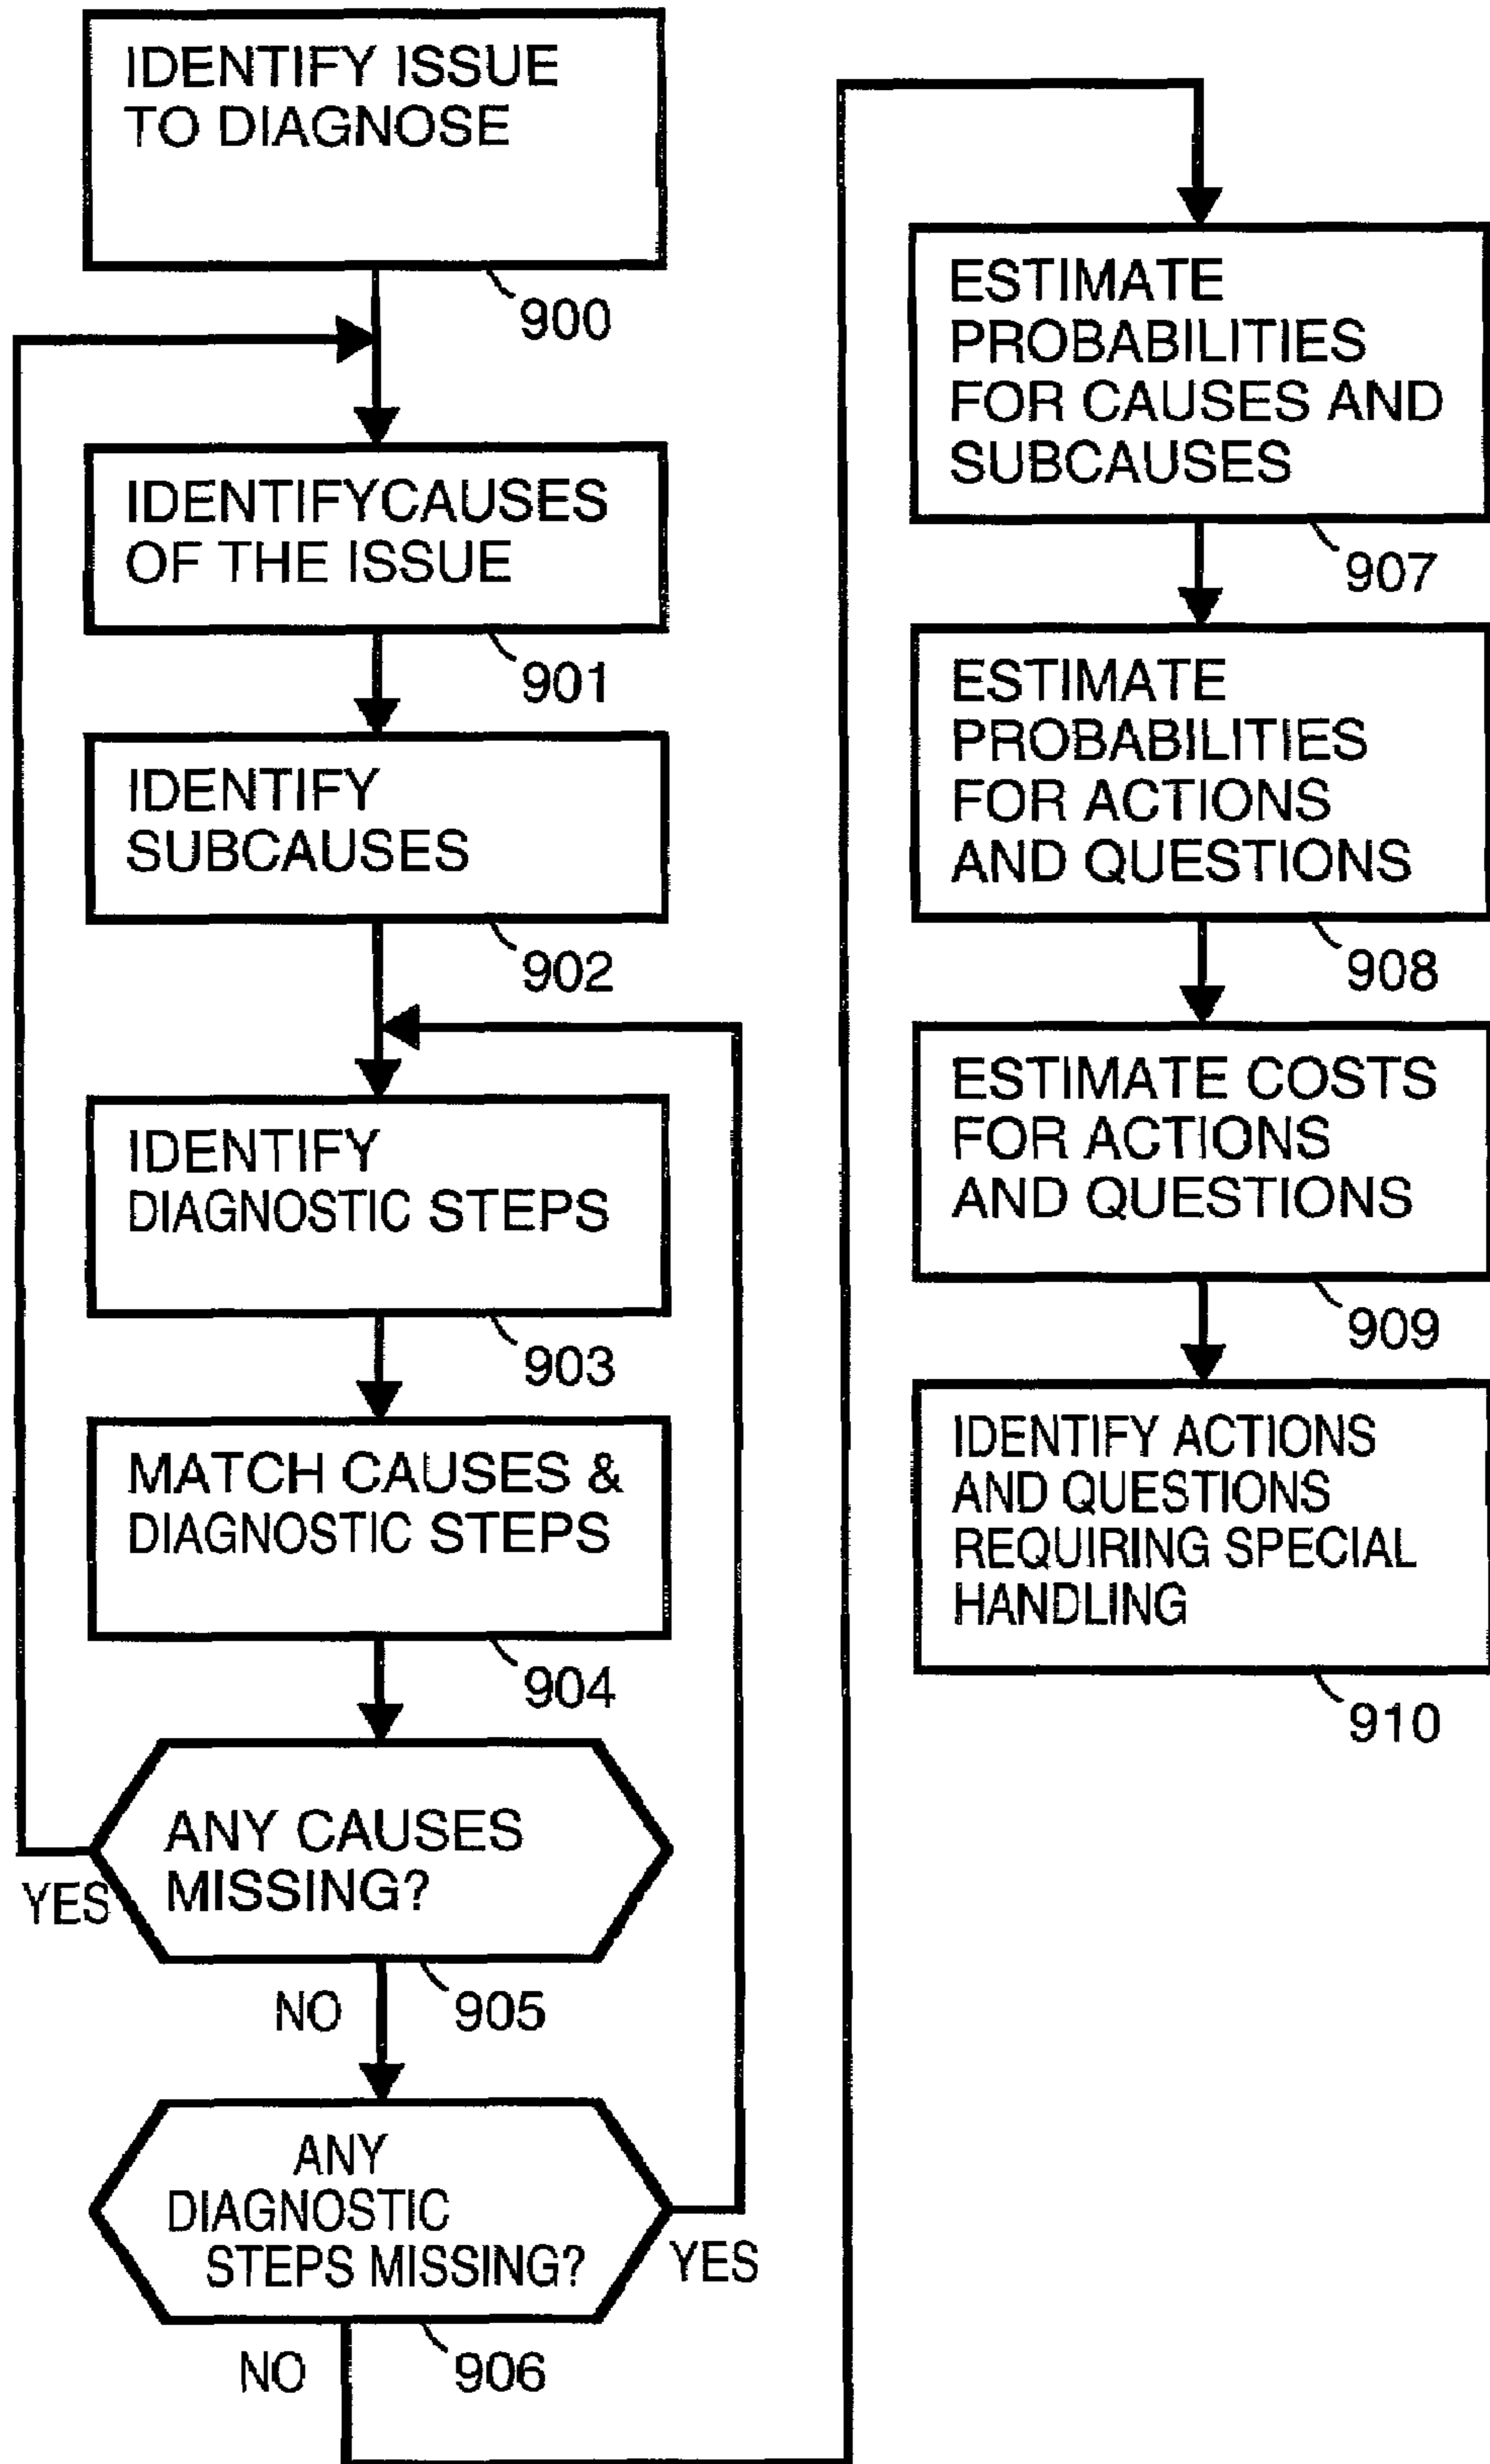 IDENTIFY ISSUE
TO DIAGNOSE
900
IDENTIFYCAUSES
OF THE ISSUE
901
IDENTIFY
SUBCAUSES
902
IDENTIFY
DIAGNOSTIC STEPS
903
MATCH CAUSES &
DIAGNOSTIC STEPS
904
ANY CAUSES
MISSING?
YES
NO
905
ANY
DIAGNOSTIC
STEPS MISSING?
YES
NO
906
ESTIMATE
PROBABILITIES
FOR CAUSES AND
SUBCAUSES
907
ESTIMATE
PROBABILITIES
FOR ACTIONS
AND QUESTIONS
908
ESTIMATE COSTS
FOR ACTIONS
AND QUESTIONS
909
IDENTIFY ACTIONS
AND QUESTIONS
REQUIRING SPECIAL
HANDLING
910